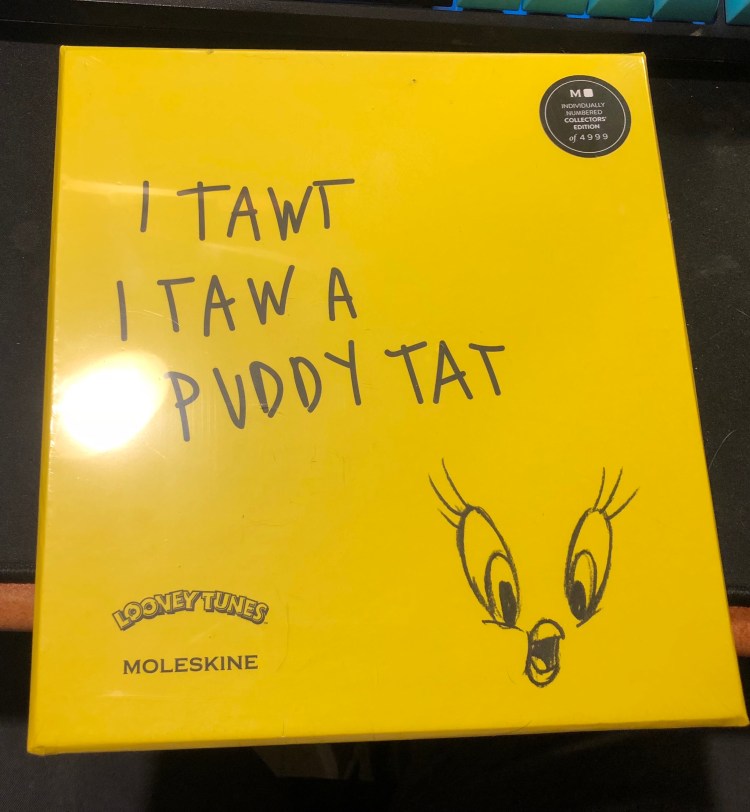 M
INDIVIDUALLY
NUMBERED
COLLECTORS'
EDITION
of 4999
I TAWT
I TAW A
PUDDY TAT
LOONEY TUNES
MOLESKINE